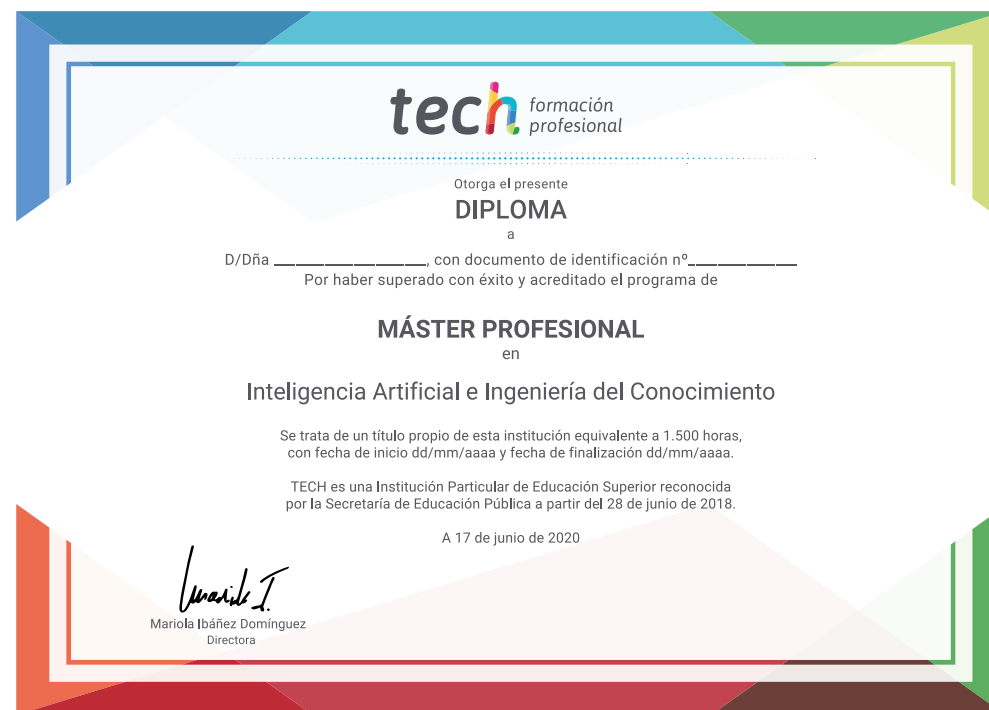 tech formación
profesional
Otorga el presente
DIPLOMA
a
D/Dña ______________, con documento de identificación nº__________
Por haber superado con éxito y acreditado el programa de
MÁSTER PROFESIONAL
en
Inteligencia Artificial e Ingeniería del Conocimiento
Se trata de un título propio de esta institución equivalente a 1.500 horas,
con fecha de inicio dd/mm/aaaa y fecha de finalización dd/mm/aaaa.
TECH es una Institución Particular de Educación Superior reconocida
por la Secretaría de Educación Pública a partir del 28 de junio de 2018.
A 17 de junio de 2020
Mariola Ibáñez Domínguez
Directora